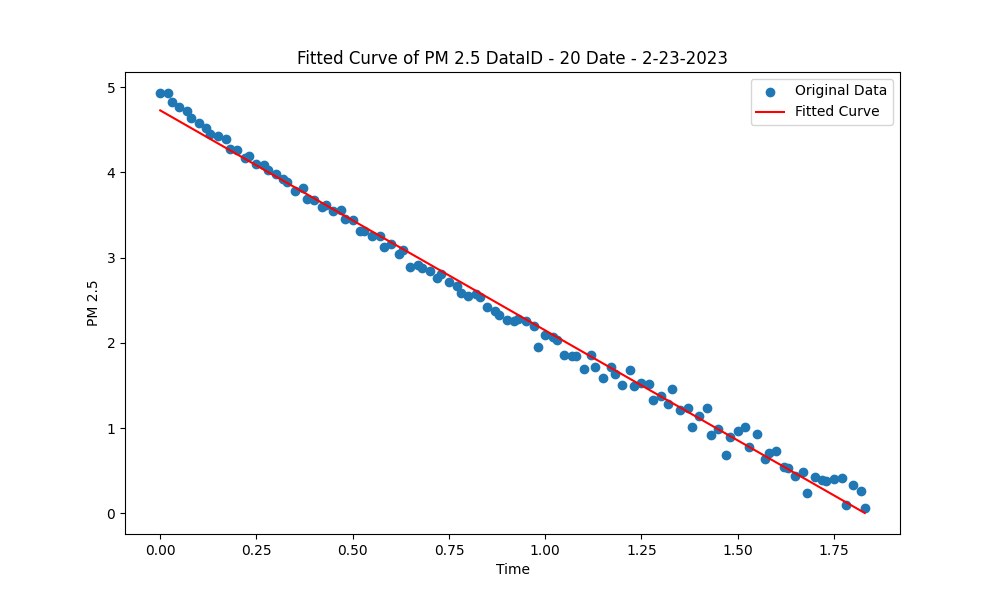 Fitted Curve of PM 2.5 DataID - 20 Date - 2-23-2023
Original Data
Fitted Curve
5
4
3
2
1
0
PM 2.5
0.00 0.25 0.50 0.75 1.00 1.25 1.50 1.75
Time